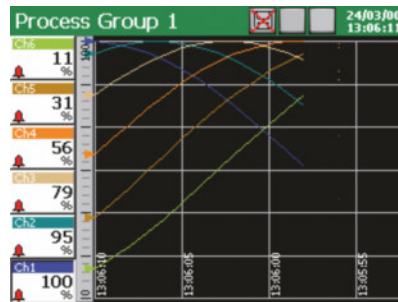 Process Group 1
24/03/00
13:06:11
Ch6
11
%
Ch5
31
%
Ch4
56
%
Ch3
79
%
Ch2
95
%
Ch1
100
%
100
0
13:06:10
13:06:05
13:06:00
13:05:55